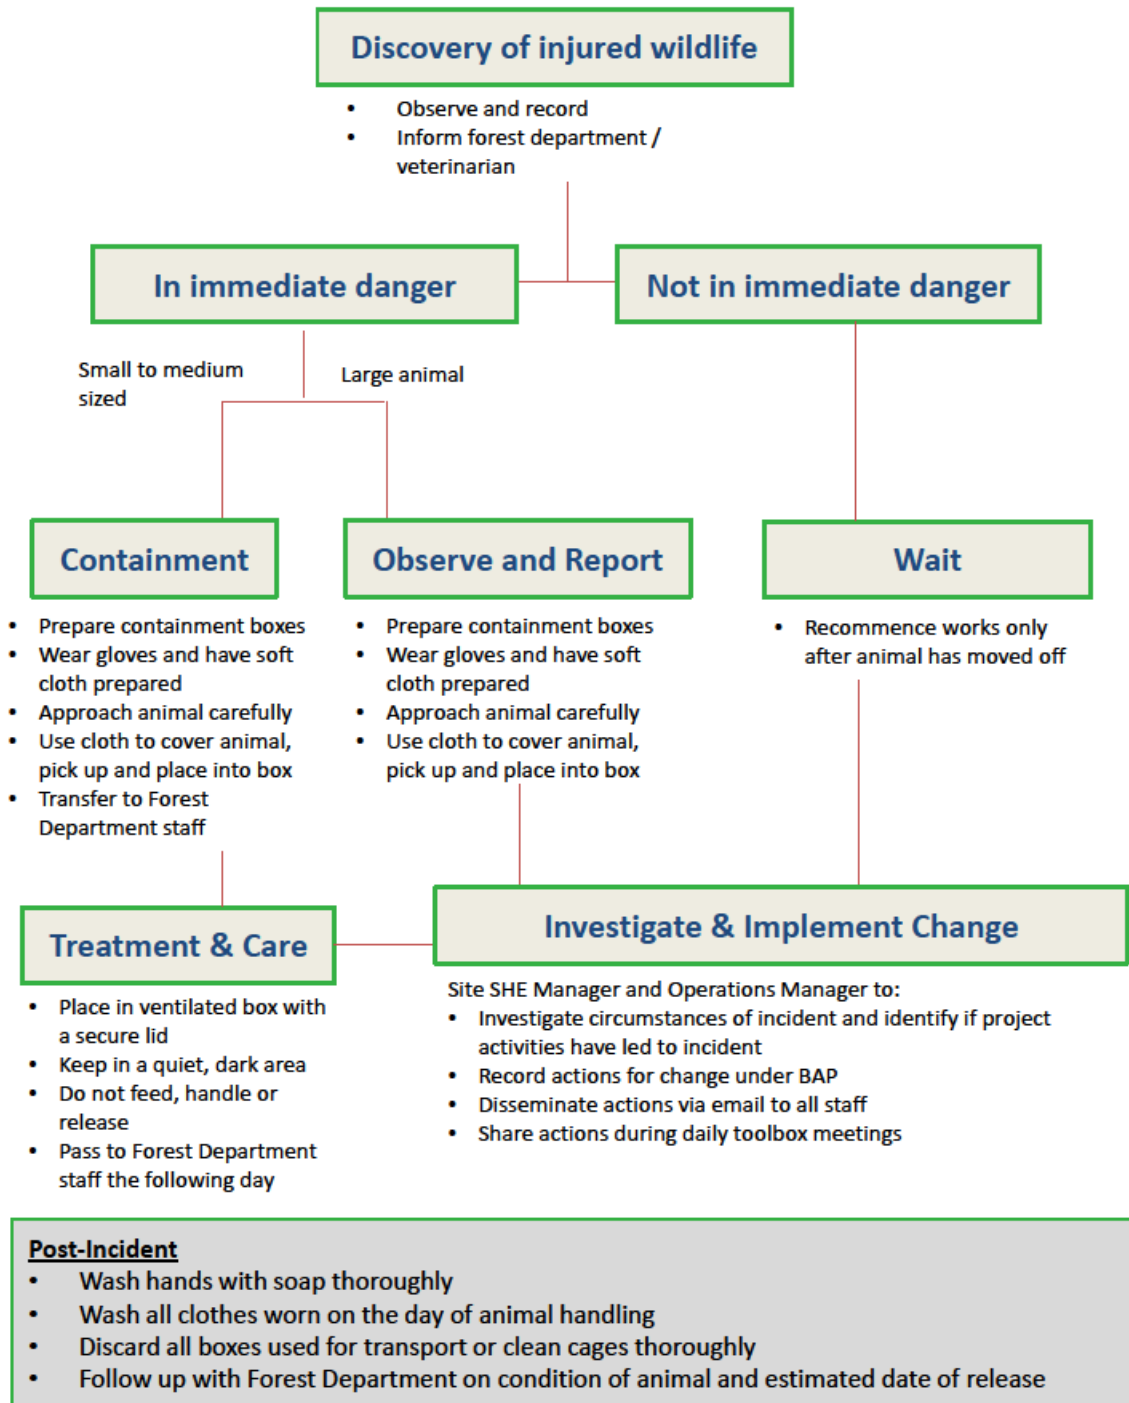 Discovery of injured wildlife
• Observe and record
• Inform forest department /
veterinarian
In immediate danger
Not in immediate danger
Small to medium
sized
Large animal
Containment
• Prepare containment boxes
• Wear gloves and have soft
cloth prepared
• Approach animal carefully
• Use cloth to cover animal,
pick up and place into box
• Transfer to Forest
Department staff
Observe and Report
• Prepare containment boxes
• Wear gloves and have soft
cloth prepared
• Approach animal carefully
• Use cloth to cover animal,
pick up and place into box
Wait
• Recommence works only
after animal has moved off
Treatment & Care
• Place in ventilated box with
a secure lid
• Keep in a quiet, dark area
• Do not feed, handle or
release
• Pass to Forest Department
staff the following day
Investigate & Implement Change
Site SHE Manager and Operations Manager to:
• Investigate circumstances of incident and identify if project
activities have led to incident
• Record actions for change under BAP
• Disseminate actions via email to all staff
• Share actions during daily toolbox meetings
Post-Incident
• Wash hands with soap thoroughly
• Wash all clothes worn on the day of animal handling
• Discard all boxes used for transport or clean cages thoroughly
• Follow up with Forest Department on condition of animal and estimated date of release